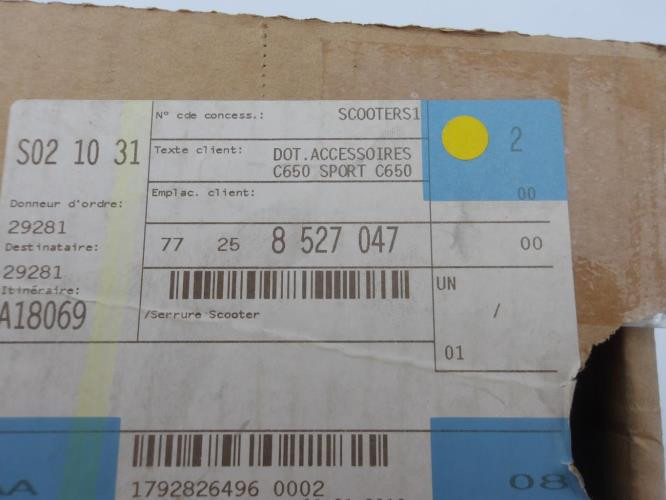 S02 10 31
N° cde concess.: SCOOTERS1
Texte client: DOT.ACCESSOIRES
C650 SPORT C650
2
Emplac. client:
00
Donneur d'ordre:
29281
Destinataire:
29281
77 25 8 527 047
00
Itinéraire:
A18069
/Serrure Scooter
UN
/
01
1792826496 0002
08